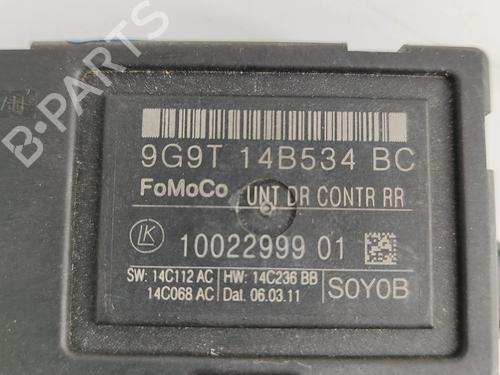 B-PARTS
9G9T 14B534 BC
FoMoCo UNT DR CONTR RR
LK 10022999 01
SW: 14C112 AC HW: 14C236 BB
14C068 AC Dat. 06.03.11 S0Y0B